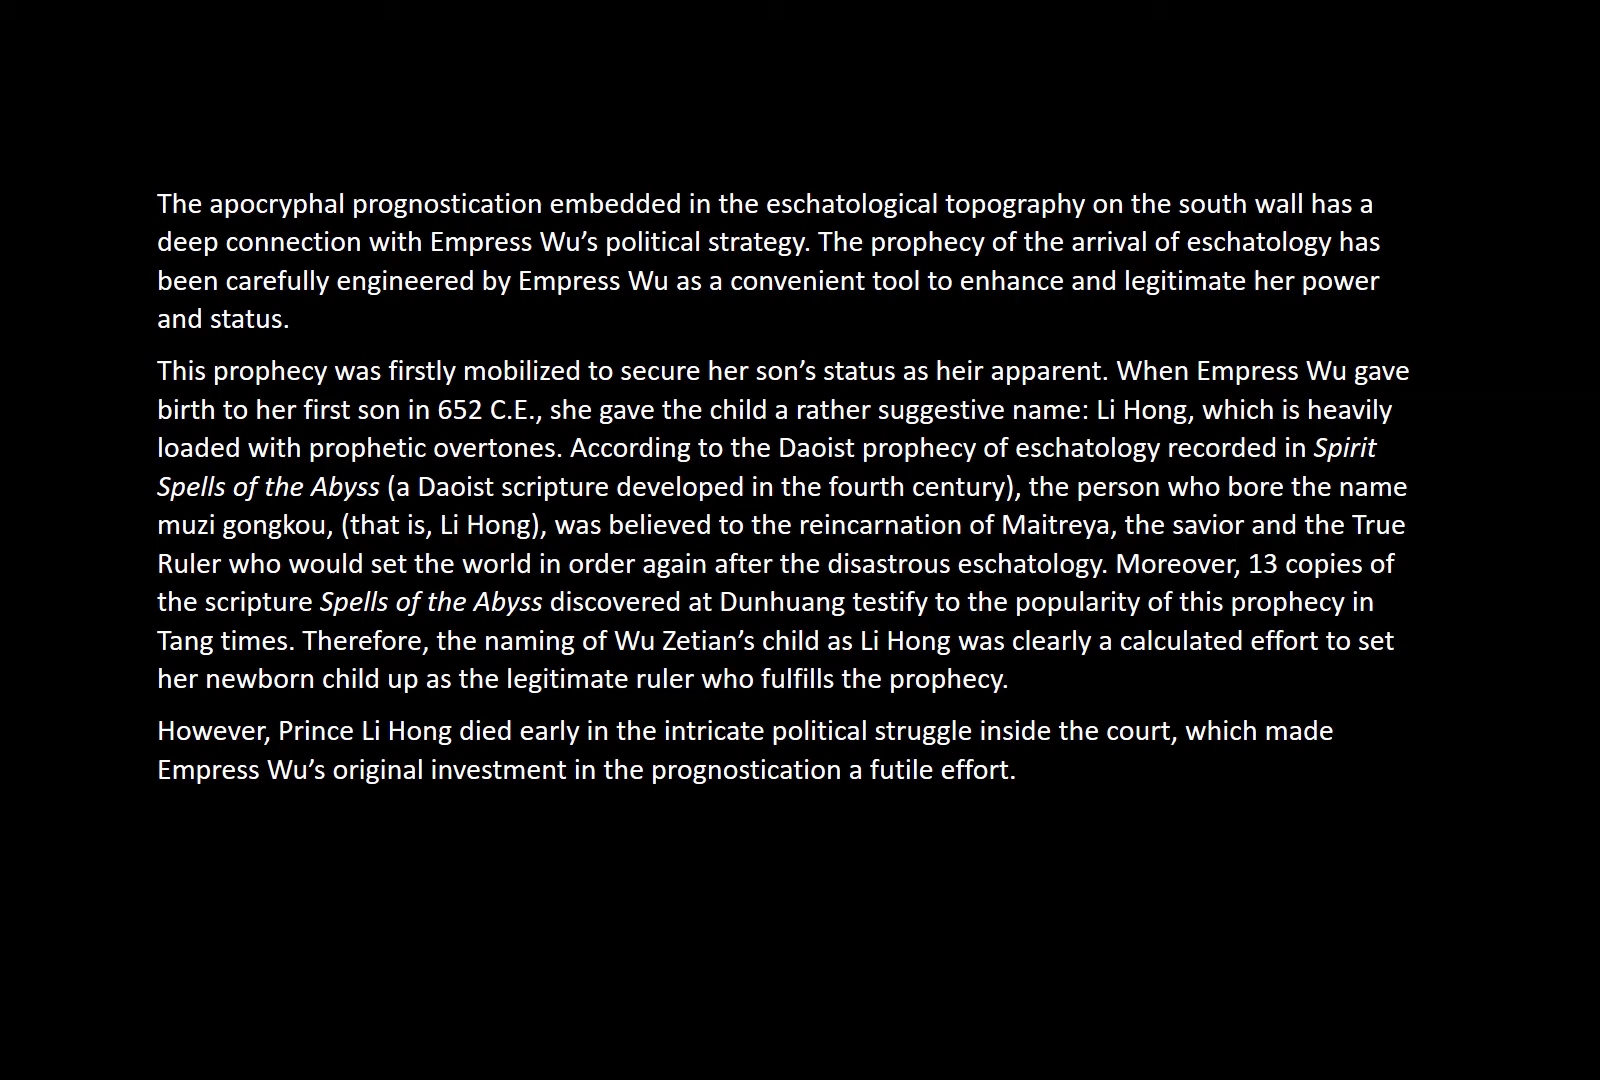 The apocryphal prognostication embedded in the eschatological topography on the south wall has a
deep connection with Empress Wu’s political strategy. The prophecy of the arrival of eschatology has
been carefully engineered by Empress Wu as a convenient tool to enhance and legitimate her power
and status.
This prophecy was firstly mobilized to secure her son’s status as heir apparent. When Empress Wu gave
birth to her first son in 652 C.E., she gave the child a rather suggestive name: Li Hong, which is heavily
loaded with prophetic overtones. According to the Daoist prophecy of eschatology recorded in Spirit
Spells of the Abyss (a Daoist scripture developed in the fourth century), the person who bore the name
muzi gongkou, (that is, Li Hong), was believed to the reincarnation of Maitreya, the savior and the True
Ruler who would set the world in order again after the disastrous eschatology. Moreover, 13 copies of
the scripture Spells of the Abyss discovered at Dunhuang testify to the popularity of this prophecy in
Tang times. Therefore, the naming of Wu Zetian’s child as Li Hong was clearly a calculated effort to set
her newborn child up as the legitimate ruler who fulfills the prophecy.
However, Prince Li Hong died early in the intricate political struggle inside the court, which made
Empress Wu’s original investment in the prognostication a futile effort.